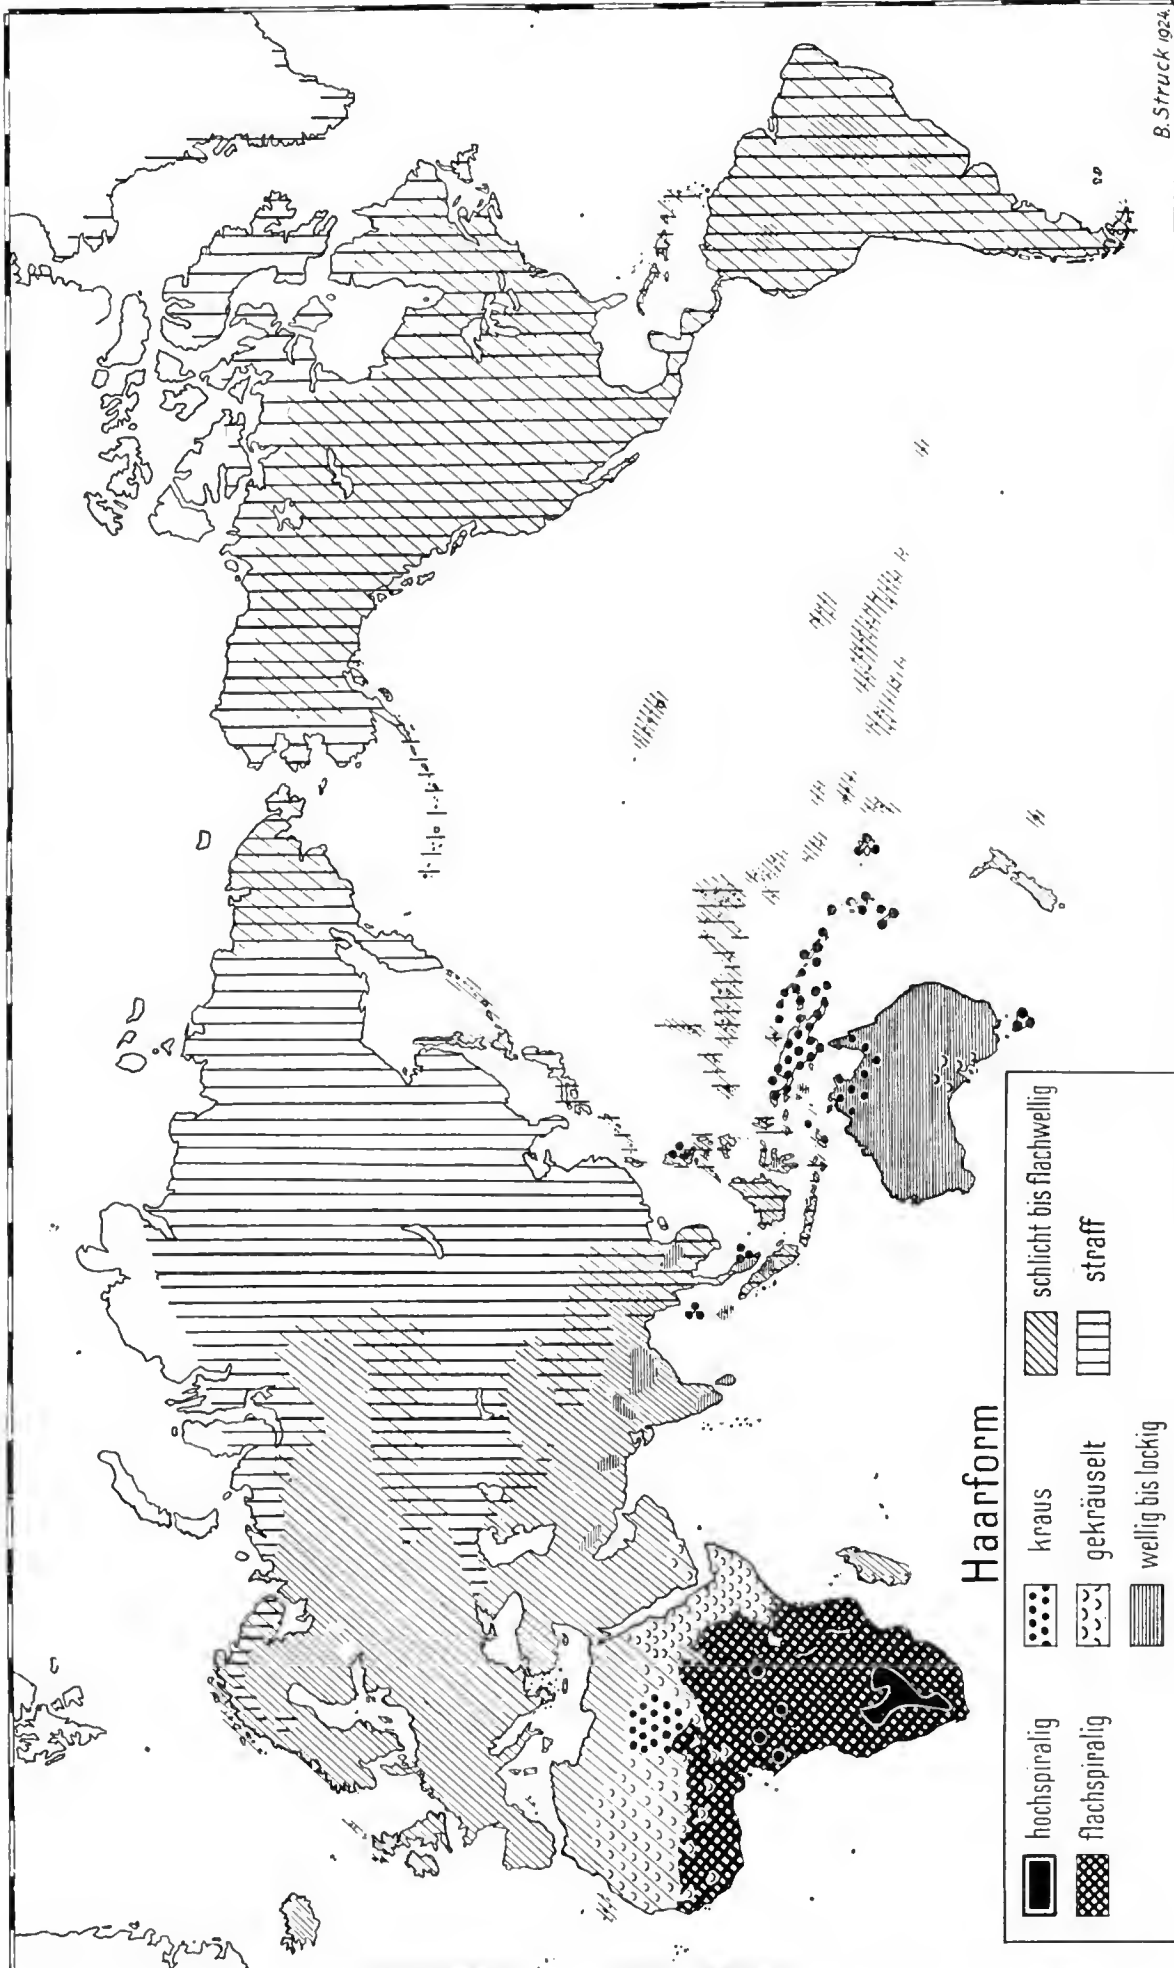 Haarform
hochspiralig
flachspiralig
kraus
gekräuselt
wellig bis lockig
schlicht bis flachwellig
straff
B. Struck 1924.